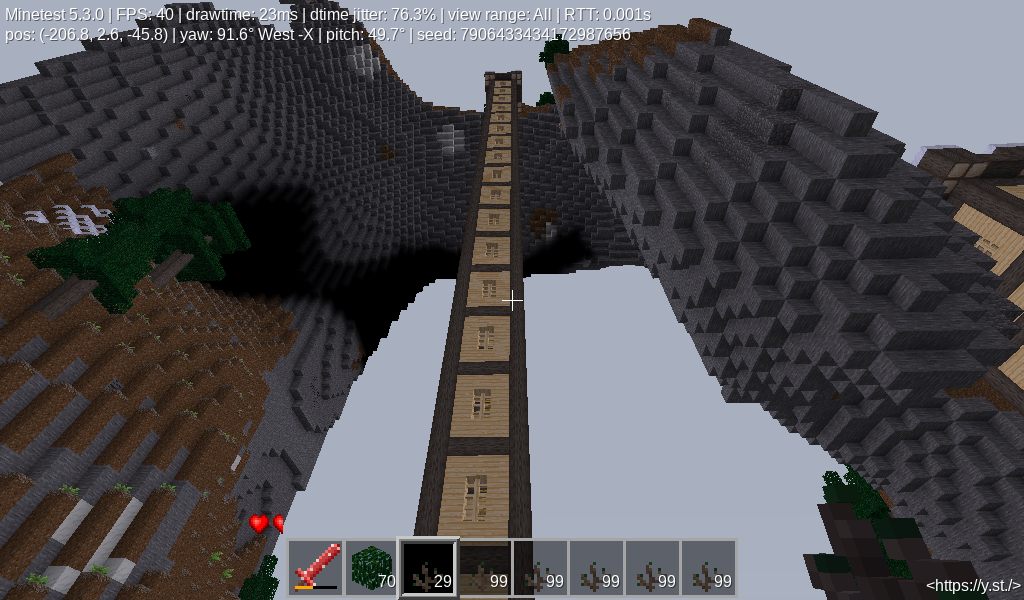 Minetest 5.3.0 | FPS: 40 | drawtime: 23ms | dtime jitter: 76.3% | view range: All | RTT: 0.001s
pos: (-206.8, 2.6, -45.8) | yaw: 91.6° West -X | pitch: 49.7° | seed: 7906433434172987656
70 29 99 99 99 99 99
<https://y.st./>